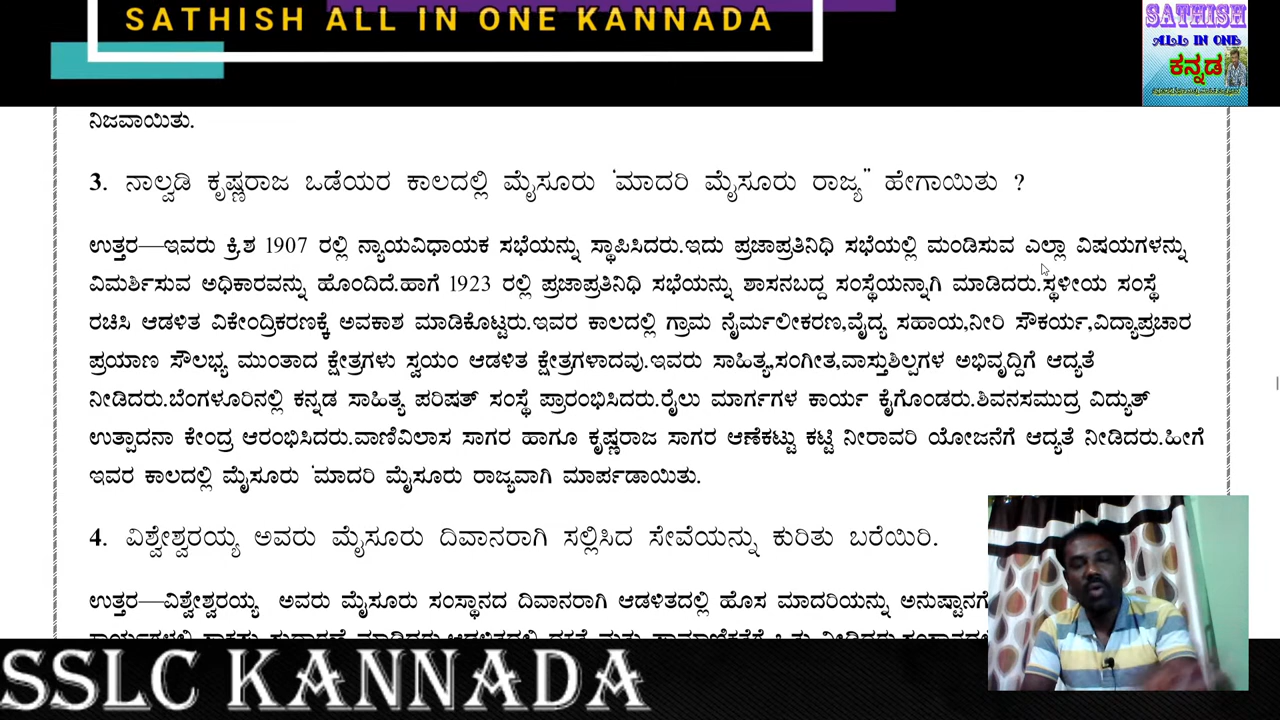 SATHISH ALL IN ONE KANNADA
SATHISH
ALL IN ONE
ಕನ್ನಡ
ನಿಜವಾಯಿತು.
3. ನಾಲ್ವಡಿ ಕೃಷ್ಣರಾಜ ಒಡೆಯರ ಕಾಲದಲ್ಲಿ ಮೈಸೂರು 'ಮಾದರಿ ಮೈಸೂರು ರಾಜ್ಯ" ಹೇಗಾಯಿತು ?
ಉತ್ತರ—ಇವರು ಕ್ರಿ.ಶ 1907 ರಲ್ಲಿ ನ್ಯಾಯವಿಧಾಯಕ ಸಭೆಯನ್ನು ಸ್ಥಾಪಿಸಿದರು.ಇದು ಪ್ರಜಾಪ್ರತಿನಿಧಿ ಸಭೆಯಲ್ಲಿ ಮಂಡಿಸುವ ಎಲ್ಲಾ ವಿಷಯಗಳನ್ನು
ವಿಮರ್ಶಿಸುವ ಅಧಿಕಾರವನ್ನು ಹೊಂದಿದೆ.ಹಾಗೆ 1923 ರಲ್ಲಿ ಪ್ರಜಾಪ್ರತಿನಿಧಿ ಸಭೆಯನ್ನು ಶಾಸನಬದ್ದ ಸಂಸ್ಥೆಯನ್ನಾಗಿ ಮಾಡಿದರು.ಸ್ಥಳೀಯ ಸಂಸ್ಥೆ
ರಚಿಸಿ ಆಡಳಿತ ವಿಕೇಂದ್ರಿಕರಣಕ್ಕೆ ಅವಕಾಶ ಮಾಡಿಕೊಟ್ಟರು.ಇವರ ಕಾಲದಲ್ಲಿ ಗ್ರಾಮ ನೈರ್ಮಲೀಕರಣ,ವೈದ್ಯ ಸಹಾಯ,ನೀರಿ ಸೌಕರ್ಯ,ವಿದ್ಯಾಪ್ರಚಾರ
ಪ್ರಯಾಣ ಸೌಲಭ್ಯ ಮುಂತಾದ ಕ್ಷೇತ್ರಗಳು ಸ್ವಯಂ ಆಡಳಿತ ಕ್ಷೇತ್ರಗಳಾದವು.ಇವರು ಸಾಹಿತ್ಯ,ಸಂಗೀತ,ವಾಸ್ತುಶಿಲ್ಪಗಳ ಅಭಿವೃದ್ದಿಗೆ ಆದ್ಯತೆ
ನೀಡಿದರು.ಬೆಂಗಳೂರಿನಲ್ಲಿ ಕನ್ನಡ ಸಾಹಿತ್ಯ ಪರಿಷತ್ ಸಂಸ್ಥೆ ಪ್ರಾರಂಭಿಸಿದರು.ರೈಲು ಮಾರ್ಗಗಳ ಕಾರ್ಯ ಕೈಗೊಂಡರು.ಶಿವನಸಮುದ್ರ ವಿದ್ಯುತ್
ಉತ್ಪಾದನಾ ಕೇಂದ್ರ ಆರಂಭಿಸಿದರು.ವಾಣಿವಿಲಾಸ ಸಾಗರ ಹಾಗೂ ಕೃಷ್ಣರಾಜ ಸಾಗರ ಆಣೆಕಟ್ಟು ಕಟ್ಟಿ ನೀರಾವರಿ ಯೋಜನೆಗೆ ಆದ್ಯತೆ ನೀಡಿದರು.ಹೀಗೆ
ಇವರ ಕಾಲದಲ್ಲಿ ಮೈಸೂರು 'ಮಾದರಿ ಮೈಸೂರು ರಾಜ್ಯವಾಗಿ ಮಾರ್ಪಡಾಯಿತು.
4. ವಿಶ್ವೇಶ್ವರಯ್ಯ ಅವರು ಮೈಸೂರು ದಿವಾನರಾಗಿ ಸಲ್ಲಿಸಿದ ಸೇವೆಯನ್ನು ಕುರಿತು ಬರೆಯಿರಿ.
ಉತ್ತರ—ವಿಶ್ವೇಶ್ವರಯ್ಯ ಅವರು ಮೈಸೂರು ಸಂಸ್ಥಾನದ ದಿವಾನರಾಗಿ ಆಡಳಿತದಲ್ಲಿ ಹೊಸ ಮಾದರಿಯನ್ನು
SSLC KANNADA